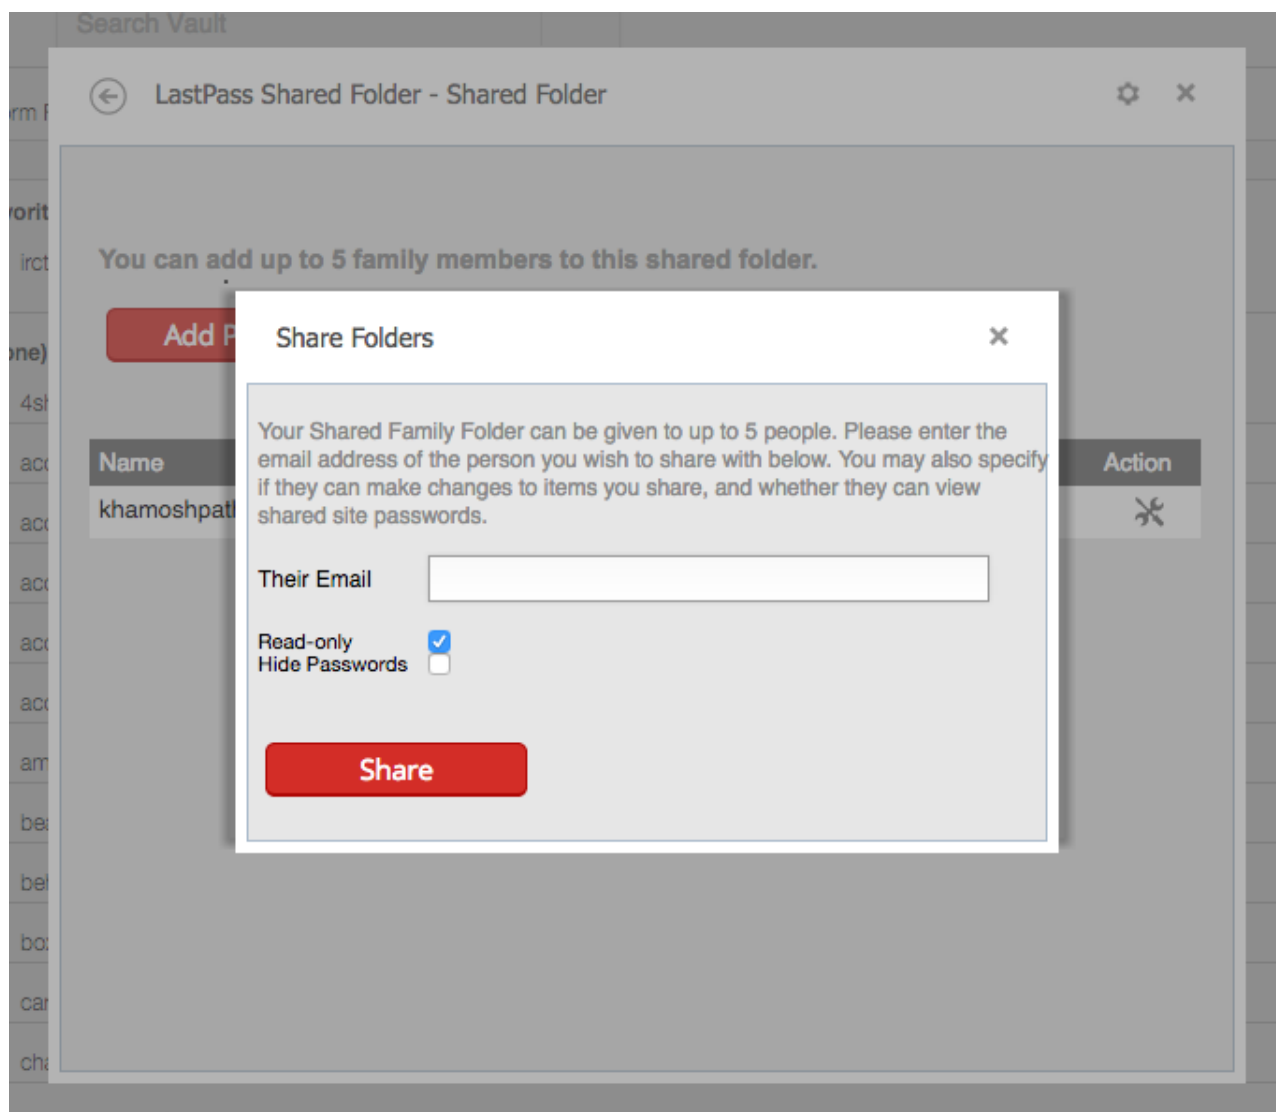 Search Vault
LastPass Shared Folder - Shared Folder
You can add up to 5 family members to this shared folder.
Add
Share Folders
Your Shared Family Folder can be given to up to 5 people. Please enter the
email address of the person you wish to share with below. You may also specify
if they can make changes to items you share, and whether they can view
shared site passwords.
Name
Action
khamoshpat
Their Email
Read-only
Hide Passwords
Share